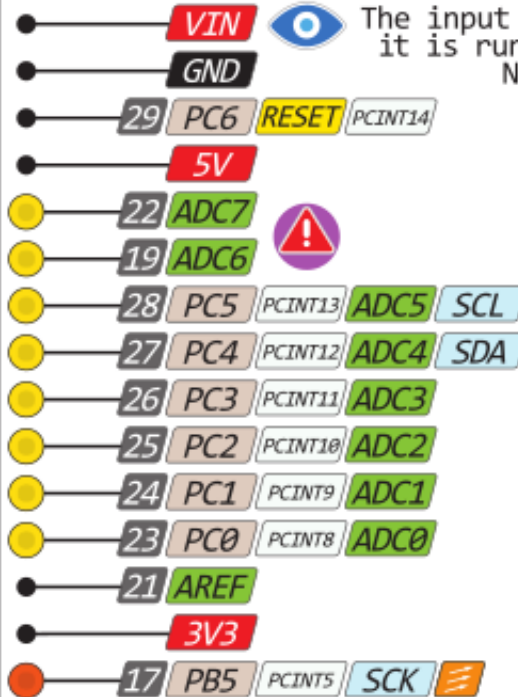 VIN The input
it is run
GND N
29 PC6 RESET PCINT14
5V
22 ADC7
19 ADC6
28 PC5 PCINT13 ADC5 SCL
27 PC4 PCINT12 ADC4 SDA
26 PC3 PCINT11 ADC3
25 PC2 PCINT10 ADC2
24 PC1 PCINT9 ADC1
23 PC0 PCINT8 ADC0
21 AREF
3V3
17 PB5 PCINT5 SCK